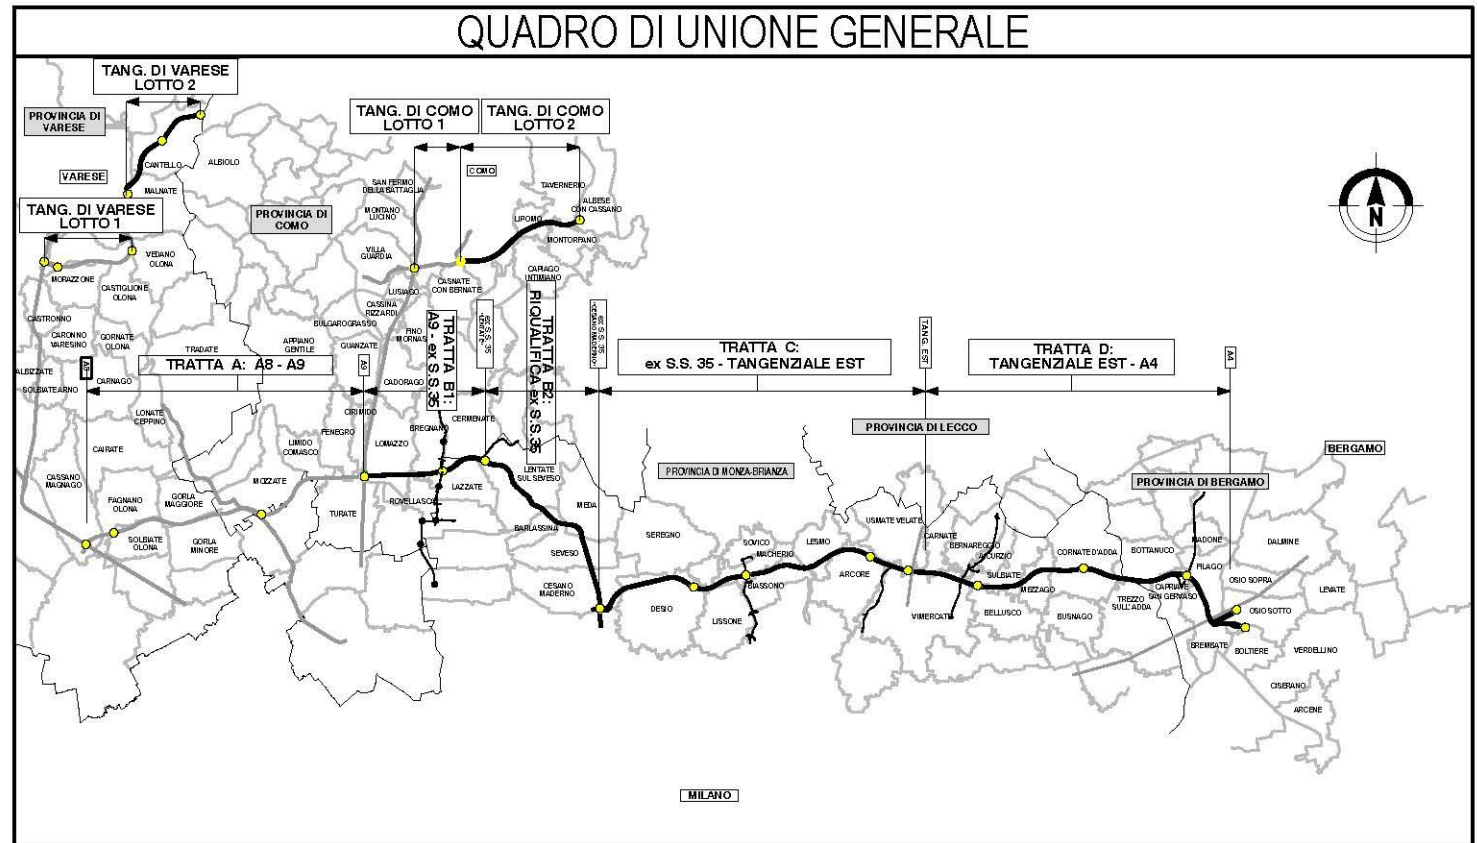 QUADRO DI UNIONE GENERALE
TANG. DI VARESE
LOTTO 2
PROVINCIA DI
VARESE
TANG. DI COMO
LOTTO 1
TANG. DI COMO
LOTTO 2
CANTELLO
ALBIOLO
VARESE
MALNATE
COMO
SAN FERMO
DELLA BATTAGLIA
TAVERNERIO
ALBESE
CON CASSANO
TANG. DI VARESE
LOTTO 1
PROVINCIA DI
COMO
MONTANO
LUCINO
LIPOMO
MONTORFANO
N
VEDANO
OLONA
VILLA
GUARDIA
MORAZZONE
CASTIGLIONE
OLONA
LUSIAGO
CASNATE
CON BERNATE
CAPIAGO
INTIMIANO
CASSINA
RIZZARDI
CASTRONNO
BULGAROGRASSO
CARONNO
VARESINO
GORNATE
OLONA
APPIANO
GENTILE
GUANZATE
FINO
MORNAS
TRATTA B1:
A9 - ex S.S.35
ex S.S. 35
TRATTA B2:
RIQUALIFICA ex S.S.35
ex S.S. 35
-CESANO MADERNO-
TANG. EST
A4
TRADATE
TRATTA A: A8 - A9
A9
TRATTA C:
ex S.S. 35 - TANGENZIALE EST
TRATTA D:
TANGENZIALE EST - A4
ALBIZZATE
SOLBIATE ARNO
CARNAGO
CADORAGO
LONATE
CEPPINO
CIRIMIDO
FENEGRO
BREGNANO
CERMENATE
LIMIDO
COMASCO
LOMAZZO
PROVINCIA DI LECCO
CAIRATE
BERGAMO
CASSANO
MAGNAGO
MOZZATE
LAZZATE
LENTATE
SUL SEVESO
PROVINCIA DI MONZA-BRIANZA
PROVINCIA DI BERGAMO
FAGNANO
OLONA
GORLA
MAGGIORE
ROVELLASCA
TURATE
MEDA
BARLASSINA
SOLBIATE
OLONA
GORLA
MINORE
SEVESO
SEREGNO
SOVICO
MACHERIO
LESMO
USMATE VELATE
CARNATE
BERNAREGGIO
AICURZIO
CORNATE D'ADDA
BOTTANUCO
MADONE
DALMINE
CESANO
MADERNO
BIASSONO
ARCORE
SULBIATE
MEZZAGO
FILAGO
OSIO SOPRA
CAPRIATE
SAN GERVASO
LEVATE
DESIO
LISSONE
VIMERCATE
BELLUSCO
BUSNAGO
TREZZO
SULL'ADDA
OSIO SOTTO
BREMBATE
BOLTIERE
VERDELLINO
CISERANO
ARCENE
MILANO